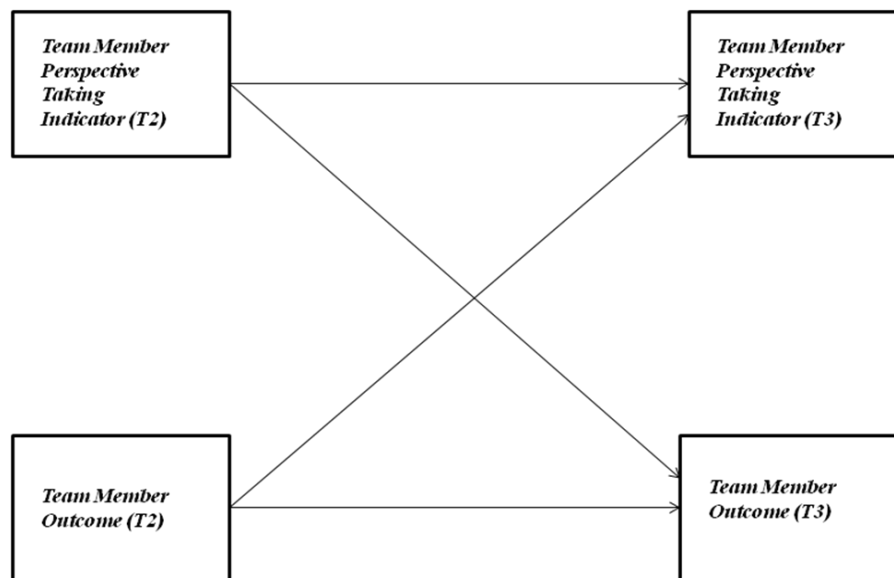 Team Member
Perspective
Taking
Indicator (T2)
Team Member
Perspective
Taking
Indicator (T3)
Team Member
Outcome (T2)
Team Member
Outcome (T3)